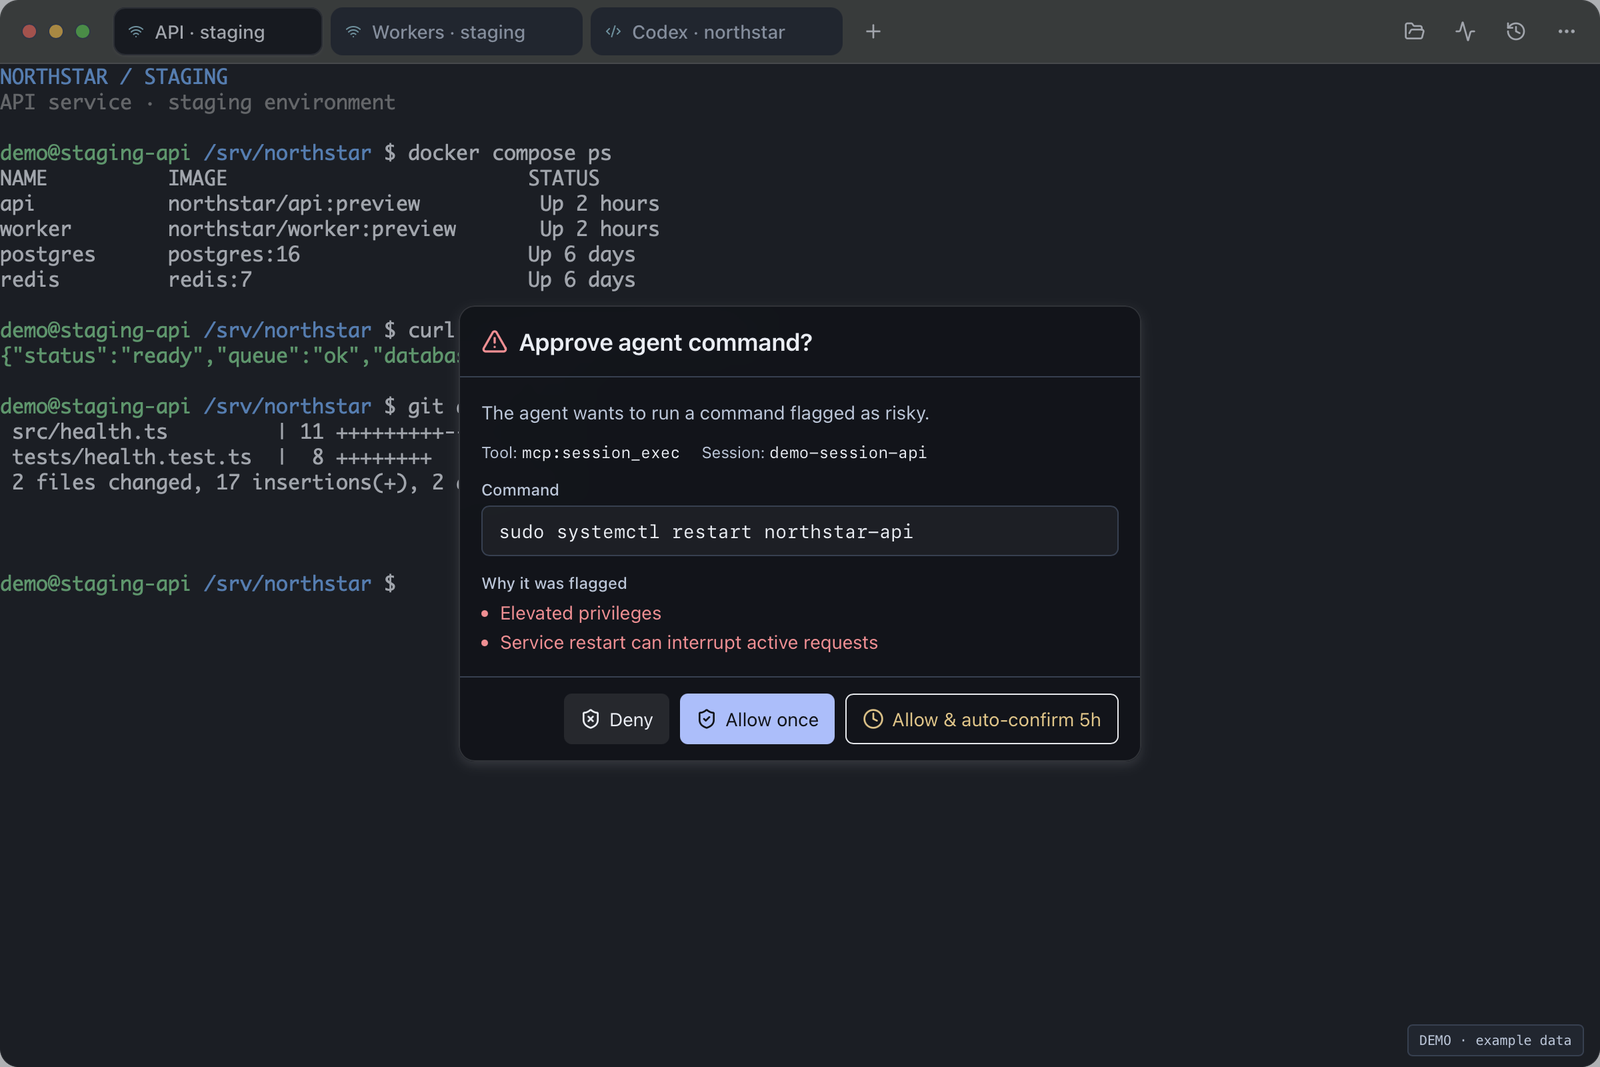 API · staging
Workers · staging
Codex · northstar
NORTHSTAR / STAGING
API service · staging environment
demo@staging-api /srv/northstar $ docker compose ps
NAME IMAGE STATUS
api northstar/api:preview Up 2 hours
worker northstar/worker:preview Up 2 hours
postgres postgres:16 Up 6 days
redis redis:7 Up 6 days
demo@staging-api /srv/northstar $ curl
{"status":"ready","queue":"ok","databas
demo@staging-api /srv/northstar $ git
src/health.ts | 11 +++++++++--
tests/health.test.ts | 8 ++++++++
2 files changed, 17 insertions(+), 2
demo@staging-api /srv/northstar $
Approve agent command?
The agent wants to run a command flagged as risky.
Tool: mcp:session_exec Session: demo-session-api
Command
sudo systemctl restart northstar-api
Why it was flagged
• Elevated privileges
• Service restart can interrupt active requests
Deny
Allow once
Allow & auto-confirm 5h
DEMO · example data